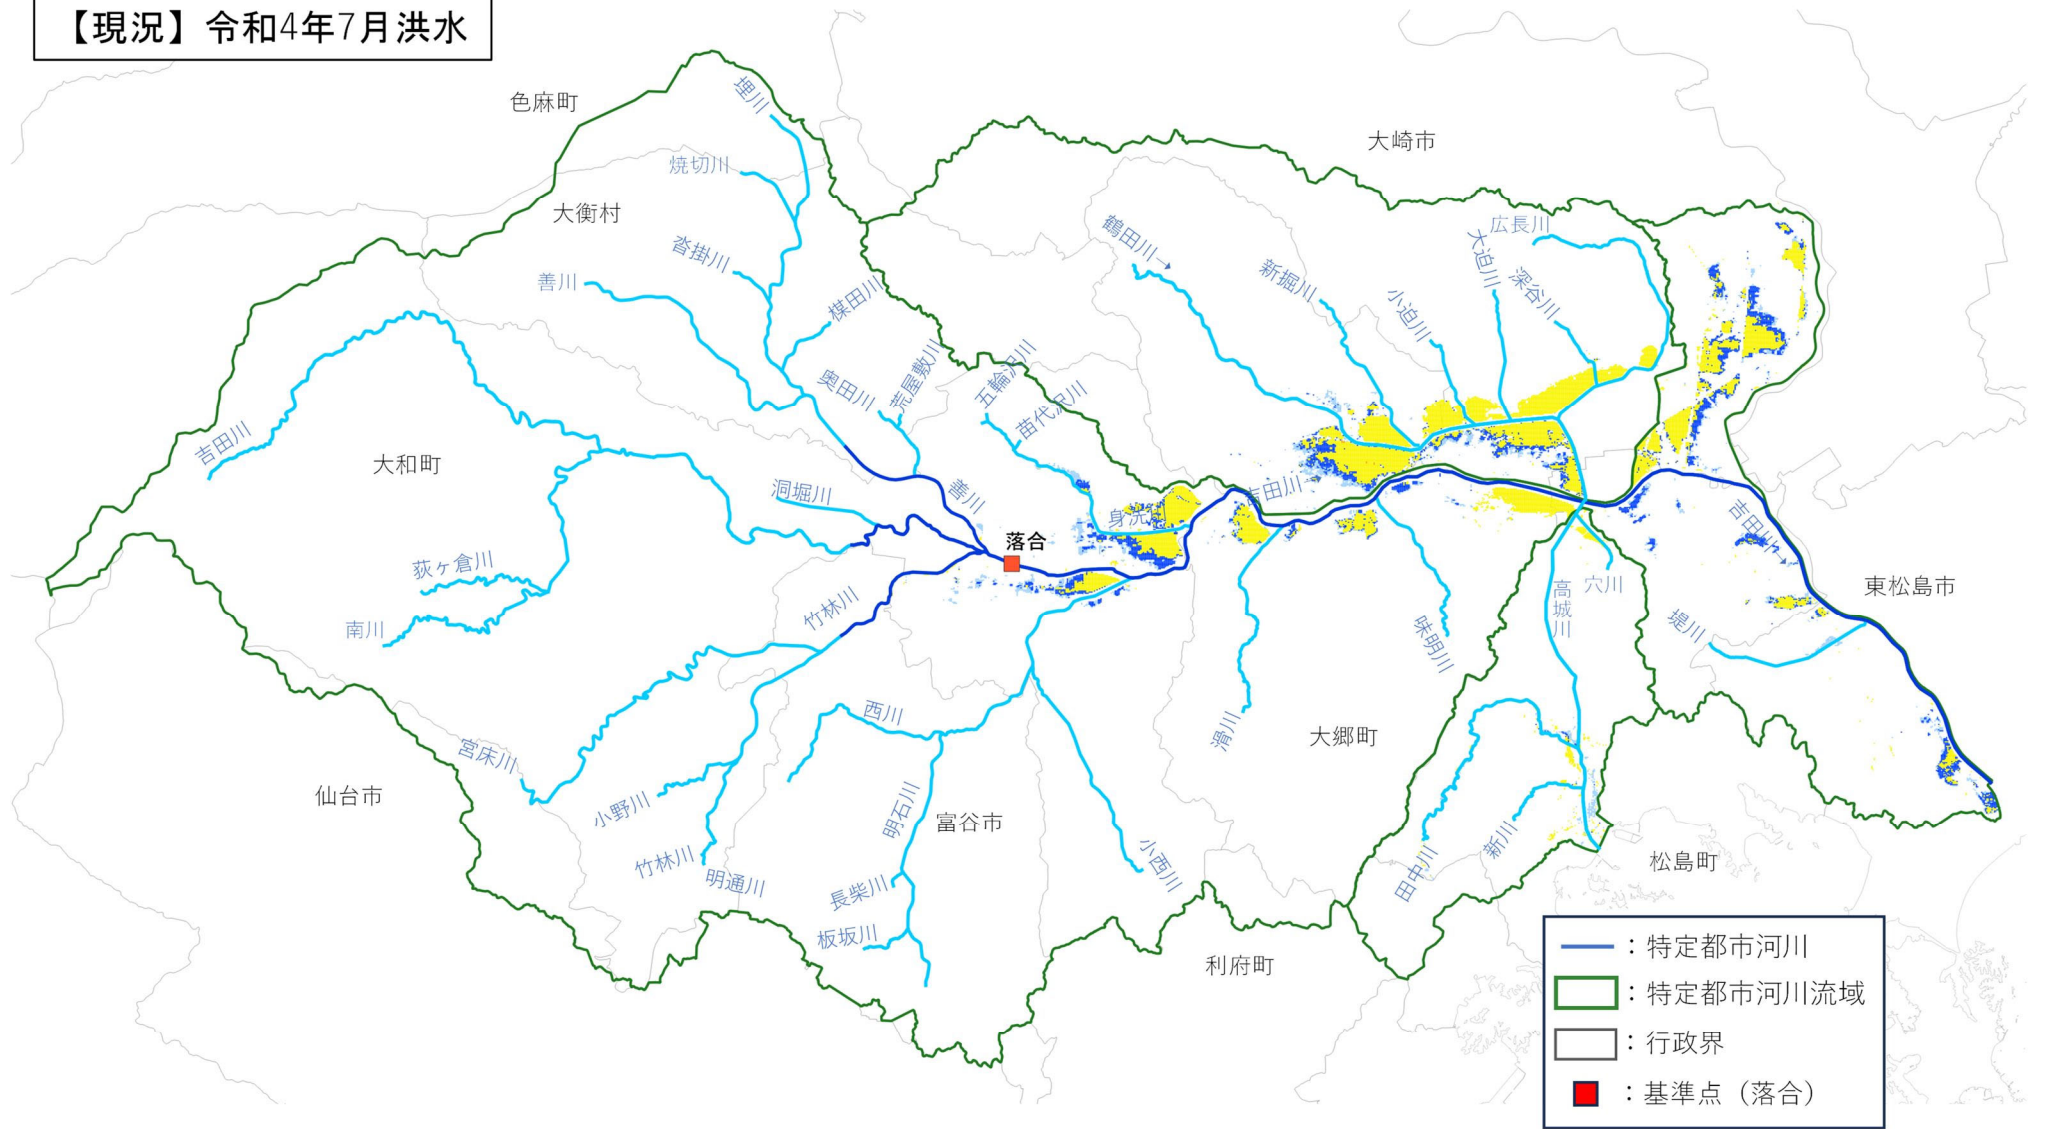 【現況】令和4年7月洪水
色麻町
埋川
大崎市
焼切川
大衡村
鶴田川→
広長川
大迫川
沓掛川
善川
新堀川
深谷川
小迫川
楳田川
荒屋敷川
五輪沢川
奥田川
苗代沢川
吉田川
大和町
洞堀川
善川
吉田川→
身洗川
吉田川→
落合
荻ヶ倉川
南川
竹林川
高城川
穴川
東松島市
味明川
堤川
西川
滑川
大郷町
宮床川
仙台市
小野川
明石川
富谷市
竹林川
明通川
長柴川
小西川
田中川
新川
松島町
板坂川
利府町
：特定都市河川
：特定都市河川流域
：行政界
：基準点（落合）